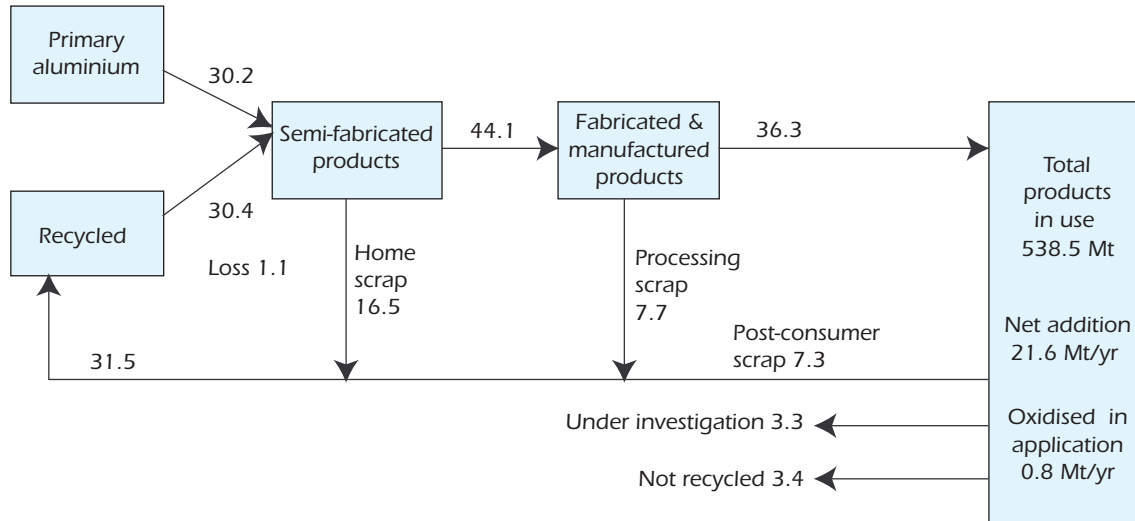 Primary
aluminium
30.2
Semi-fabricated
products
44.1
Fabricated &
manufactured
products
36.3
Recycled
30.4
Loss 1.1
Home
scrap
16.5
Processing
scrap
7.7
Total
products
in use
538.5 Mt
Net addition
21.6 Mt/yr
Oxidised in
application
0.8 Mt/yr
31.5
Post-consumer
scrap 7.3
Under investigation 3.3
Not recycled 3.4